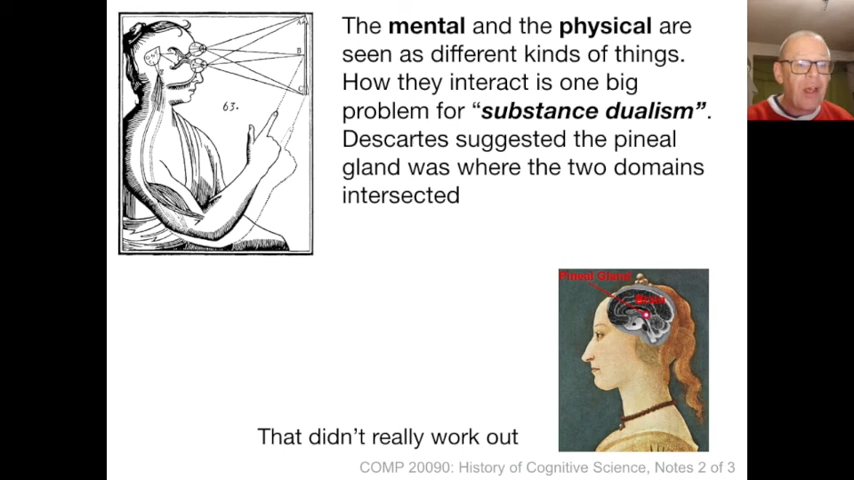 The mental and the physical are
seen as different kinds of things.
How they interact is one big
problem for “substance dualism”.
Descartes suggested the pineal
gland was where the two domains
intersected
63.
Pineal Gland
Brain
That didn’t really work out
COMP 20090: History of Cognitive Science, Notes 2 of 3